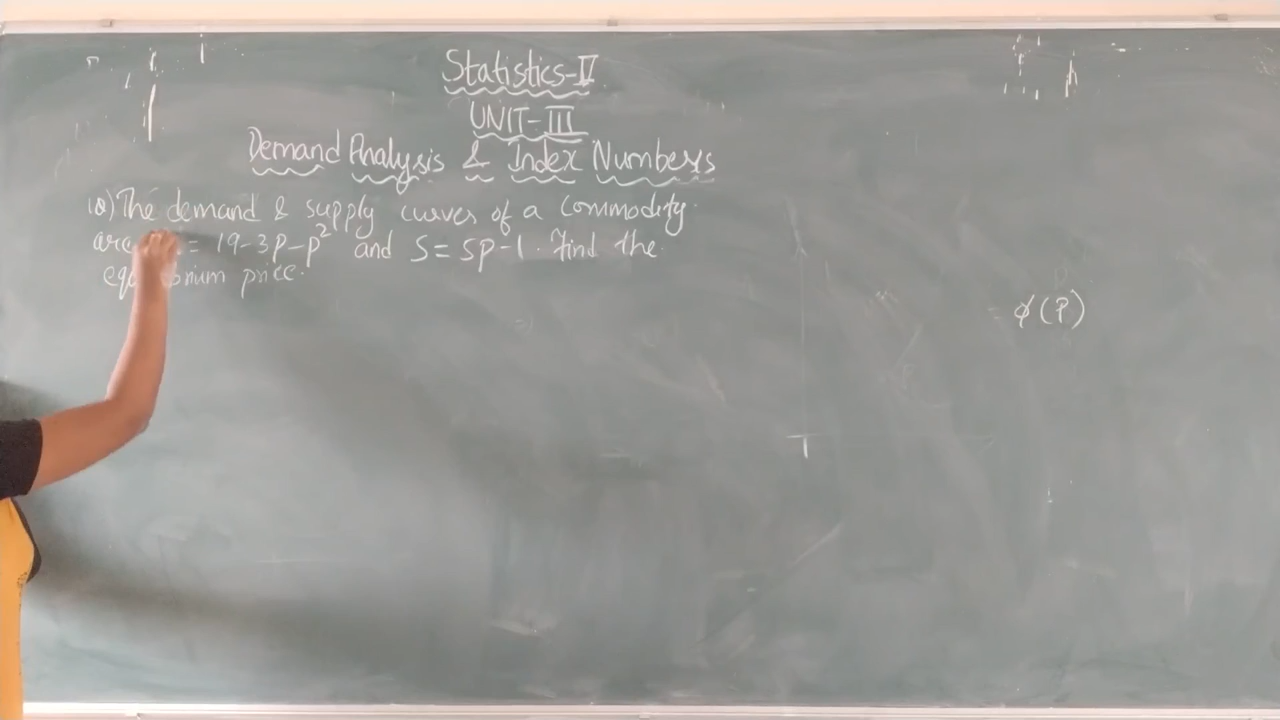 Statistics-II
UNIT-III
Demand Analysis & Index Numbers
10) The demand & supply curves of a commodity
are = 19-3p-p² and S = 5p-1. Find the
price.
φ(P)